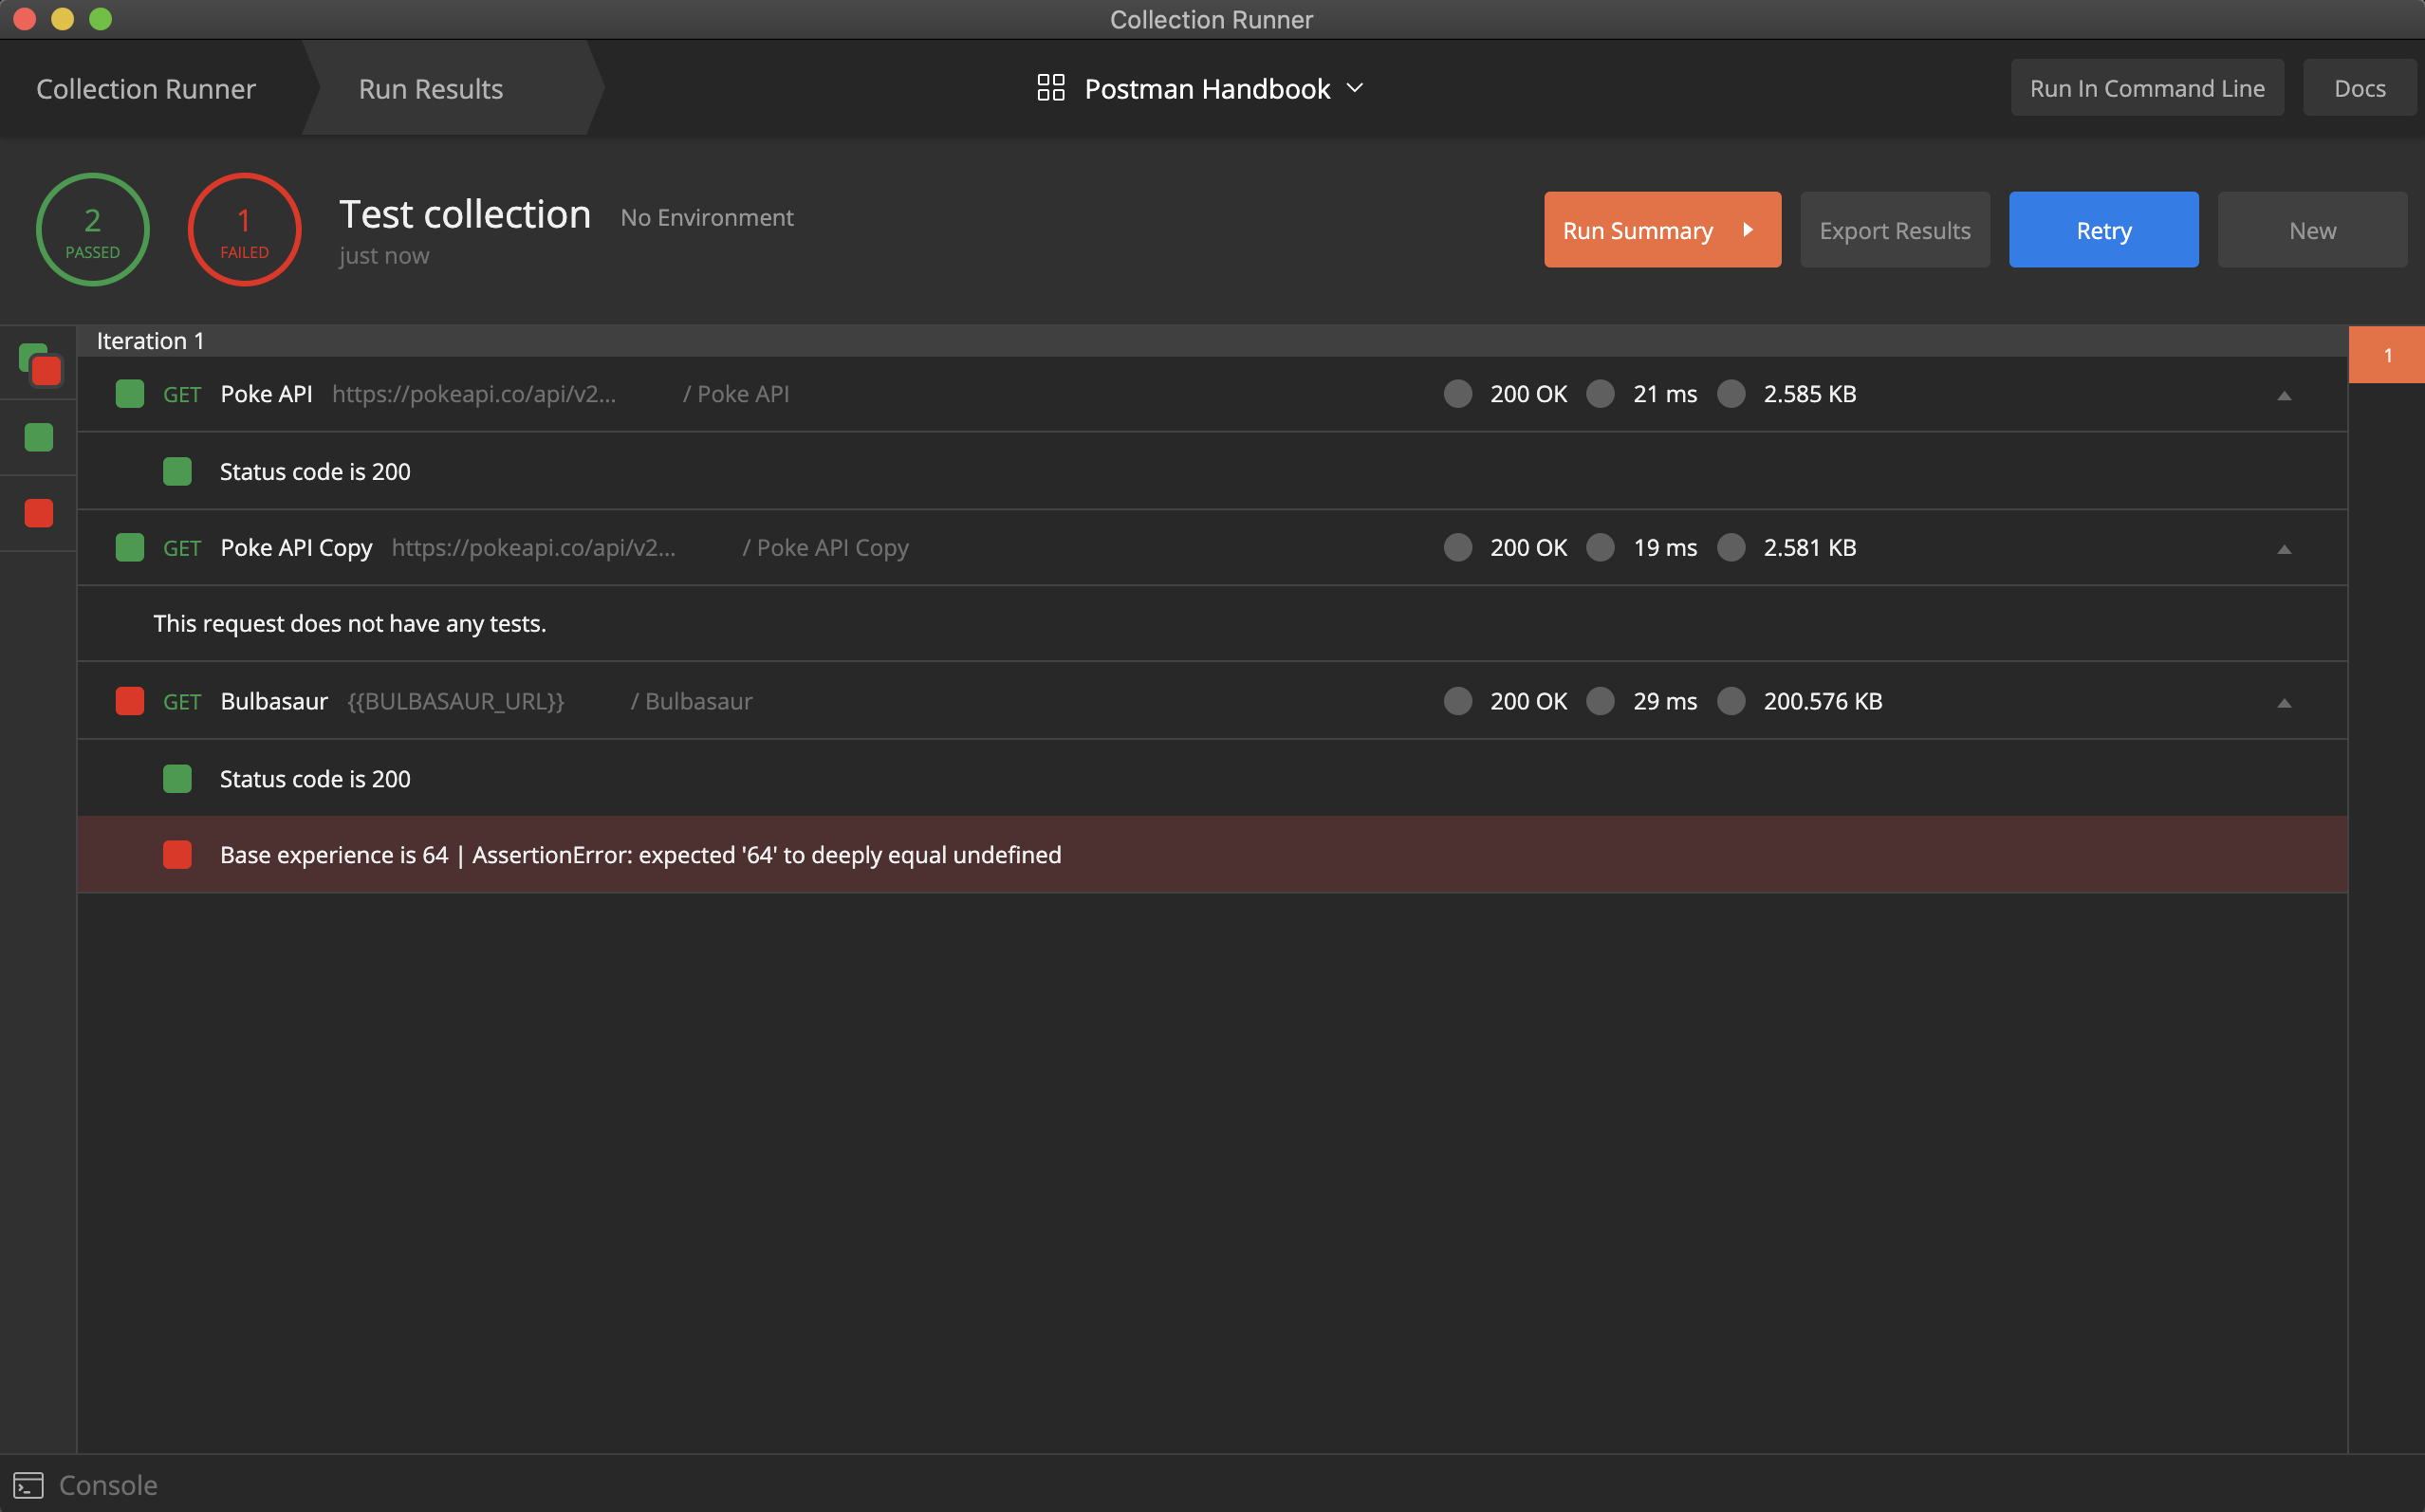 Collection Runner
Collection Runner
Run Results
Postman Handbook
Run In Command Line
Docs
2
PASSED
1
FAILED
Test collection
No Environment
just now
Run Summary
Export Results
Retry
New
Iteration 1
1
GET Poke API https://pokeapi.co/api/v2... / Poke API 200 OK 21 ms 2.585 KB
Status code is 200
GET Poke API Copy https://pokeapi.co/api/v2... / Poke API Copy 200 OK 19 ms 2.581 KB
This request does not have any tests.
GET Bulbasaur {{BULBASAUR_URL}} / Bulbasaur 200 OK 29 ms 200.576 KB
Status code is 200
Base experience is 64 | AssertionError: expected '64' to deeply equal undefined
Console